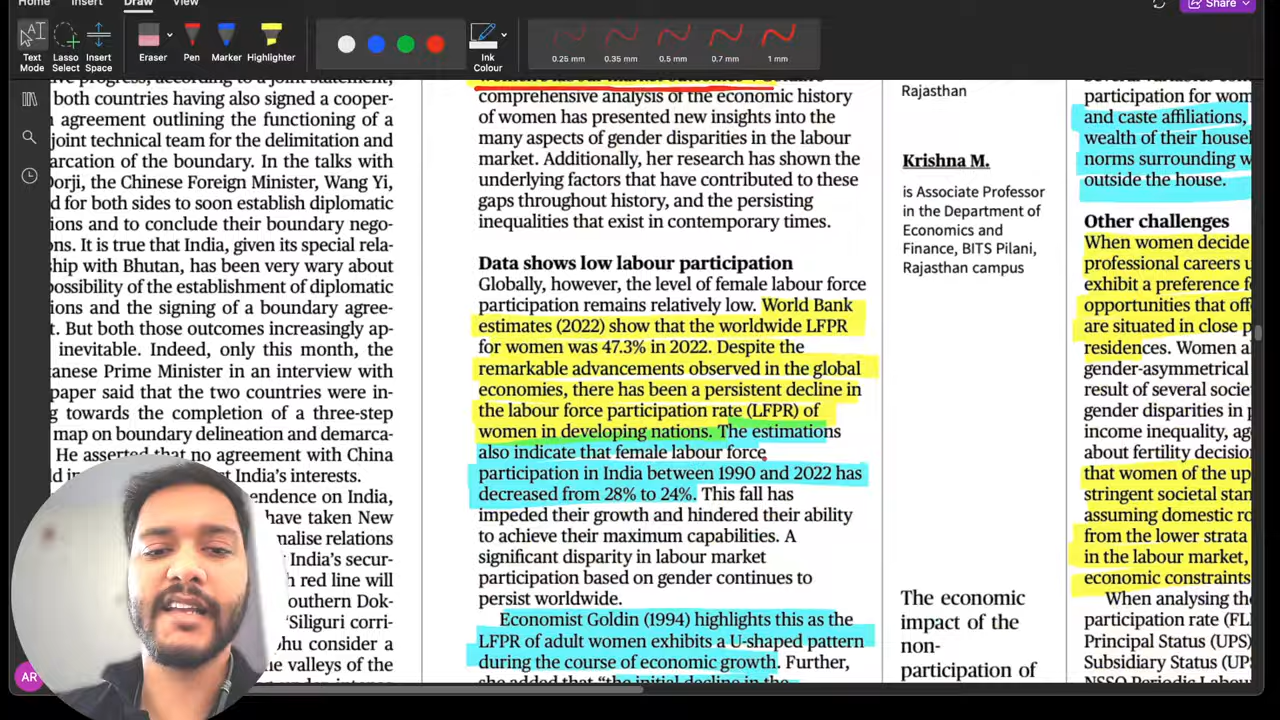 Home Insert Draw View
Share
Text Mode
Lasso Select
Insert Space
Eraser
Pen
Marker
Highlighter
Ink Colour
0.25 mm
0.35 mm
0.5 mm
0.7 mm
1 mm
both countries having also signed a cooper-
agreement outlining the functioning of a
joint technical team for the delimitation and
arcation of the boundary. In the talks with
Dorji, the Chinese Foreign Minister, Wang Yi,
d for both sides to soon establish diplomatic
ions and to conclude their boundary nego-
ns. It is true that India, given its special rela-
ship with Bhutan, has been very wary about
possibility of the establishment of diplomatic
ions and the signing of a boundary agree-
t. But both those outcomes increasingly ap-
inevitable. Indeed, only this month, the
tanese Prime Minister in an interview with
paper said that the two countries were in-
g towards the completion of a three-step
map on boundary delineation and demarca-
He asserted that no agreement with China
st India's interests.
endence on India,
have taken New
nalise relations
India's secur-
h red line will
outhern Dok-
'Siliguri corri-
phu consider a
e valleys of the
comprehensive analysis of the economic history
of women has presented new insights into the
many aspects of gender disparities in the labour
market. Additionally, her research has shown the
underlying factors that have contributed to these
gaps throughout history, and the persisting
inequalities that exist in contemporary times.
Data shows low labour participation
Globally, however, the level of female labour force
participation remains relatively low. World Bank
estimates (2022) show that the worldwide LFPR
for women was 47.3% in 2022. Despite the
remarkable advancements observed in the global
economies, there has been a persistent decline in
the labour force participation rate (LFPR) of
women in developing nations. The estimations
also indicate that female labour force
participation in India between 1990 and 2022 has
decreased from 28% to 24%. This fall has
impeded their growth and hindered their ability
to achieve their maximum capabilities. A
significant disparity in labour market
participation based on gender continues to
persist worldwide.
Economist Goldin (1994) highlights this as the
LFPR of adult women exhibits a U-shaped pattern
during the course of economic growth. Further,
she added that "the initial decline in the
Rajasthan
Krishna M.
is Associate Professor
in the Department of
Economics and
Finance, BITS Pilani,
Rajasthan campus
The economic
impact of the
non-
participation of
participation for wom
and caste affiliations,
wealth of their house
norms surrounding w
outside the house.
Other challenges
When women decide
professional careers u
exhibit a preference fo
opportunities that off
are situated in close p
residences. Women al
gender-asymmetrical
result of several socie
gender disparities in p
income inequality, ag
about fertility decision
that women of the up
stringent societal stan
assuming domestic ro
from the lower strata
in the labour market,
economic constraints
When analysing the
participation rate (FL
Principal Status (UPS)
Subsidiary Status (UPS
NSSO Periodic Labou
AR